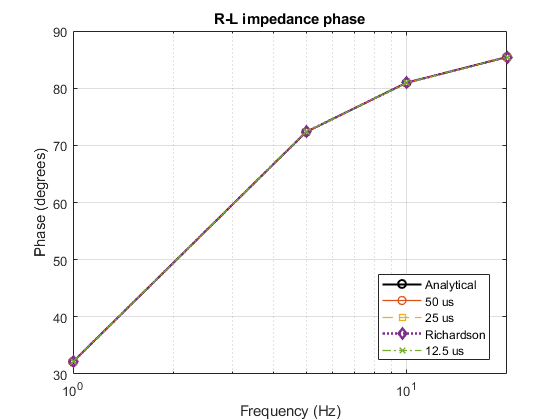 R-L impedance phase
90
80
70
60
50
40
30
Phase (degrees)
Analytical
50 us
25 us
Richardson
12.5 us
10^0
10^1
Frequency (Hz)